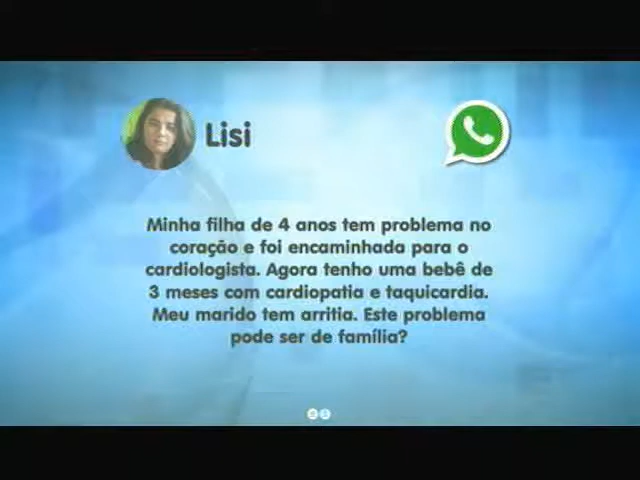 Lisi
Minha filha de 4 anos tem problema no
coração e foi encaminhada para o
cardiologista. Agora tenho uma bebê de
3 meses com cardiopatia e taquicardia.
Meu marido tem arritia. Este problema
pode ser de família?